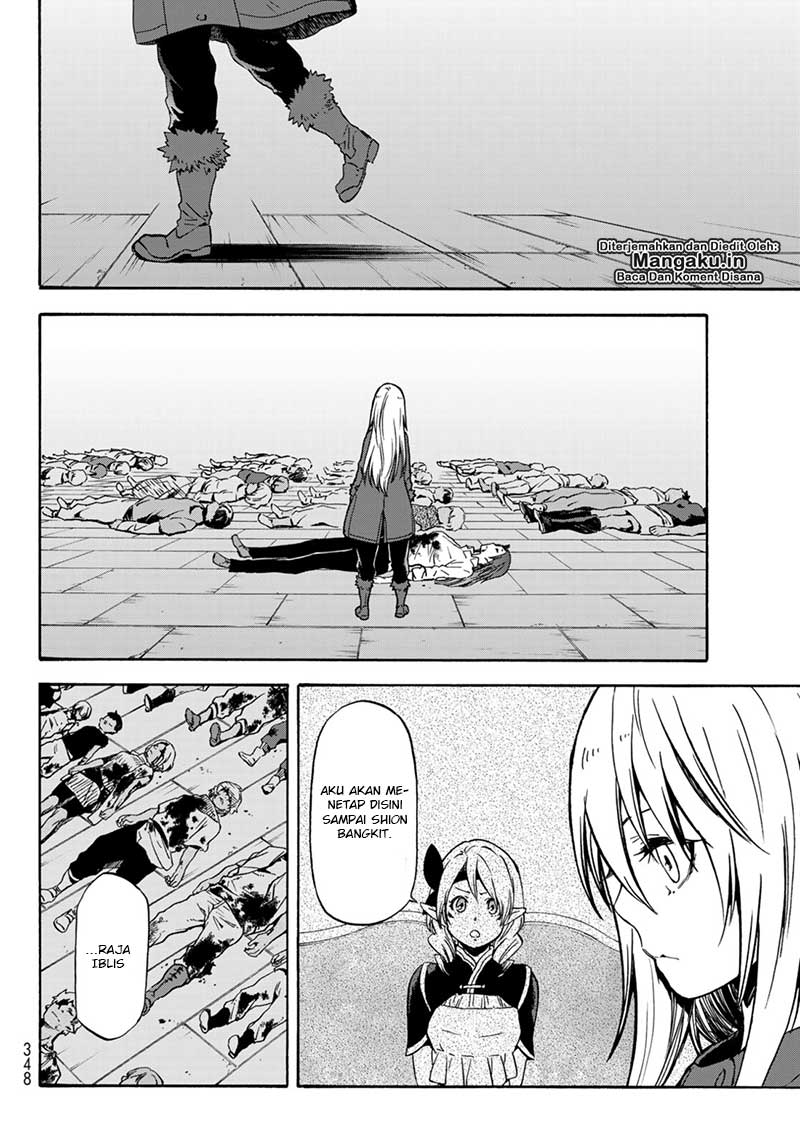 Diterjemahkan dan Diedit Oleh:
Mangaku.in
Baca Dan Koment Disana
AKU AKAN ME-
NETAP DISINI
SAMPAI SHION
BANGKIT.
...RAJA
IBLIS
348